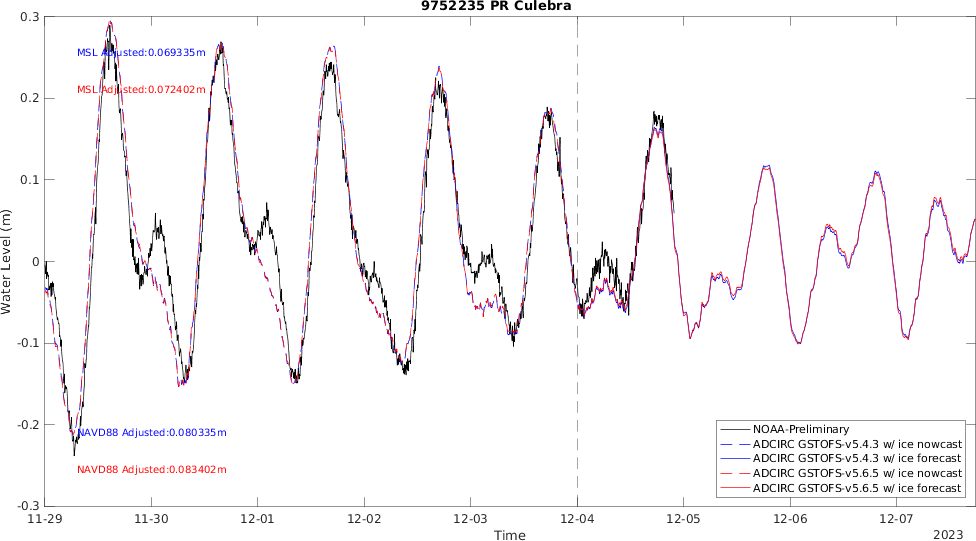 9752235 PR Culebra
0.3
MSL Adjusted:0.069335m
MSL Adjusted:0.072402m
0.2
0.1
0
-0.1
-0.2
-0.3
Water Level (m)
NAVD88 Adjusted:0.080335m
NAVD88 Adjusted:0.083402m
NOAA-Preliminary
ADCIRC GSTOFS-v5.4.3 w/ ice nowcast
ADCIRC GSTOFS-v5.4.3 w/ ice forecast
ADCIRC GSTOFS-v5.6.5 w/ ice nowcast
ADCIRC GSTOFS-v5.6.5 w/ ice forecast
11-29 11-30 12-01 12-02 12-03 12-04 12-05 12-06 12-07
Time
2023